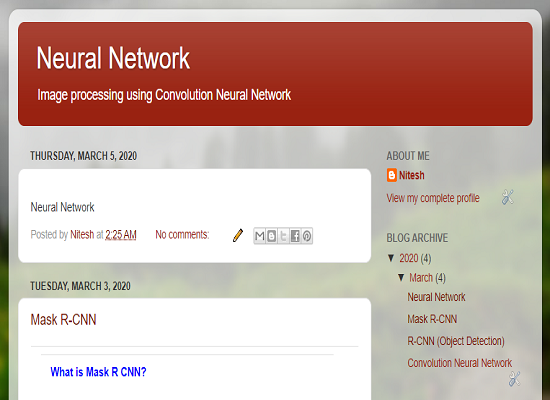 Neural Network
Image processing using Convolution Neural Network
THURSDAY, MARCH 5, 2020
Neural Network
Posted by Nitesh at 2:25 AM No comments:
TUESDAY, MARCH 3, 2020
Mask R-CNN
What is Mask R CNN?
ABOUT ME
Nitesh
View my complete profile
BLOG ARCHIVE
▼ 2020 (4)
▼ March (4)
Neural Network
Mask R-CNN
R-CNN (Object Detection)
Convolution Neural Network